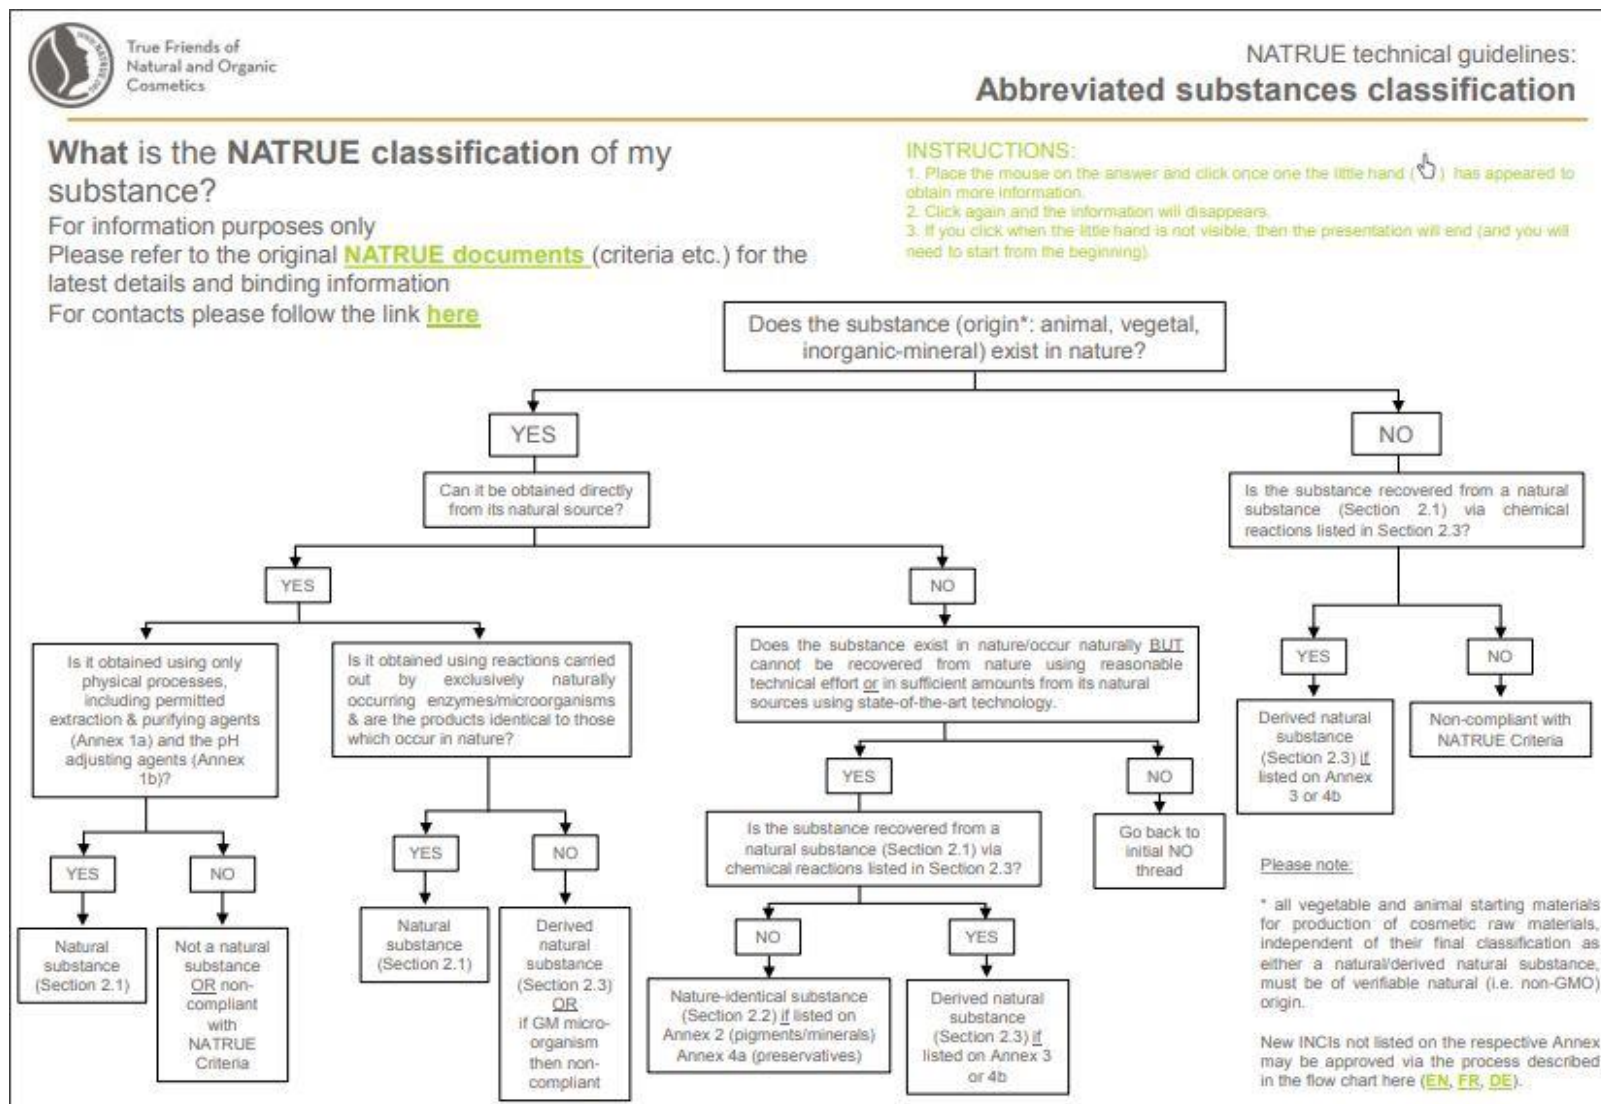 www.NATRUE.org
True Friends of
Natural and Organic
Cosmetics
NATRUE technical guidelines:
Abbreviated substances classification
What is the NATRUE classification of my
substance?
For information purposes only
Please refer to the original NATRUE documents (criteria etc.) for the
latest details and binding information
For contacts please follow the link here
INSTRUCTIONS:
1. Place the mouse on the answer and click once one the little hand ( ) has appeared to
obtain more information.
2. Click again and the information will disappears.
3. If you click when the little hand is not visible, then the presentation will end (and you will
need to start from the beginning).
Does the substance (origin*: animal, vegetal,
inorganic-mineral) exist in nature?
YES
NO
Can it be obtained directly
from its natural source?
Is the substance recovered from a natural
substance (Section 2.1) via chemical
reactions listed in Section 2.3?
YES
NO
Is it obtained using only
physical processes,
including permitted
extraction & purifying agents
(Annex 1a) and the pH
adjusting agents (Annex
1b)?
Is it obtained using reactions carried
out by exclusively naturally
occurring enzymes/microorganisms
& are the products identical to those
which occur in nature?
Does the substance exist in nature/occur naturally BUT
cannot be recovered from nature using reasonable
technical effort or in sufficient amounts from its natural
sources using state-of-the-art technology.
YES
NO
Derived natural
substance
(Section 2.3) if
listed on Annex
3 or 4b
Non-compliant with
NATRUE Criteria
YES
NO
Is the substance recovered from a
natural substance (Section 2.1) via
chemical reactions listed in Section 2.3?
Go back to
initial NO
thread
YES
NO
YES
NO
Natural
substance
(Section 2.1)
Not a natural
substance
OR non-
compliant
with
NATRUE
Criteria
Natural
substance
(Section 2.1)
Derived
natural
substance
(Section 2.3)
OR
if GM micro-
organism
then non-
compliant
NO
YES
Nature-identical substance
(Section 2.2) if listed on
Annex 2 (pigments/minerals)
Annex 4a (preservatives)
Derived natural
substance
(Section 2.3) if
listed on Annex 3
or 4b
Please note:
* all vegetable and animal starting materials
for production of cosmetic raw materials,
independent of their final classification as
either a natural/derived natural substance,
must be of verifiable natural (i.e. non-GMO)
origin.
New INCIs not listed on the respective Annex
may be approved via the process described
in the flow chart here (EN, FR, DE).